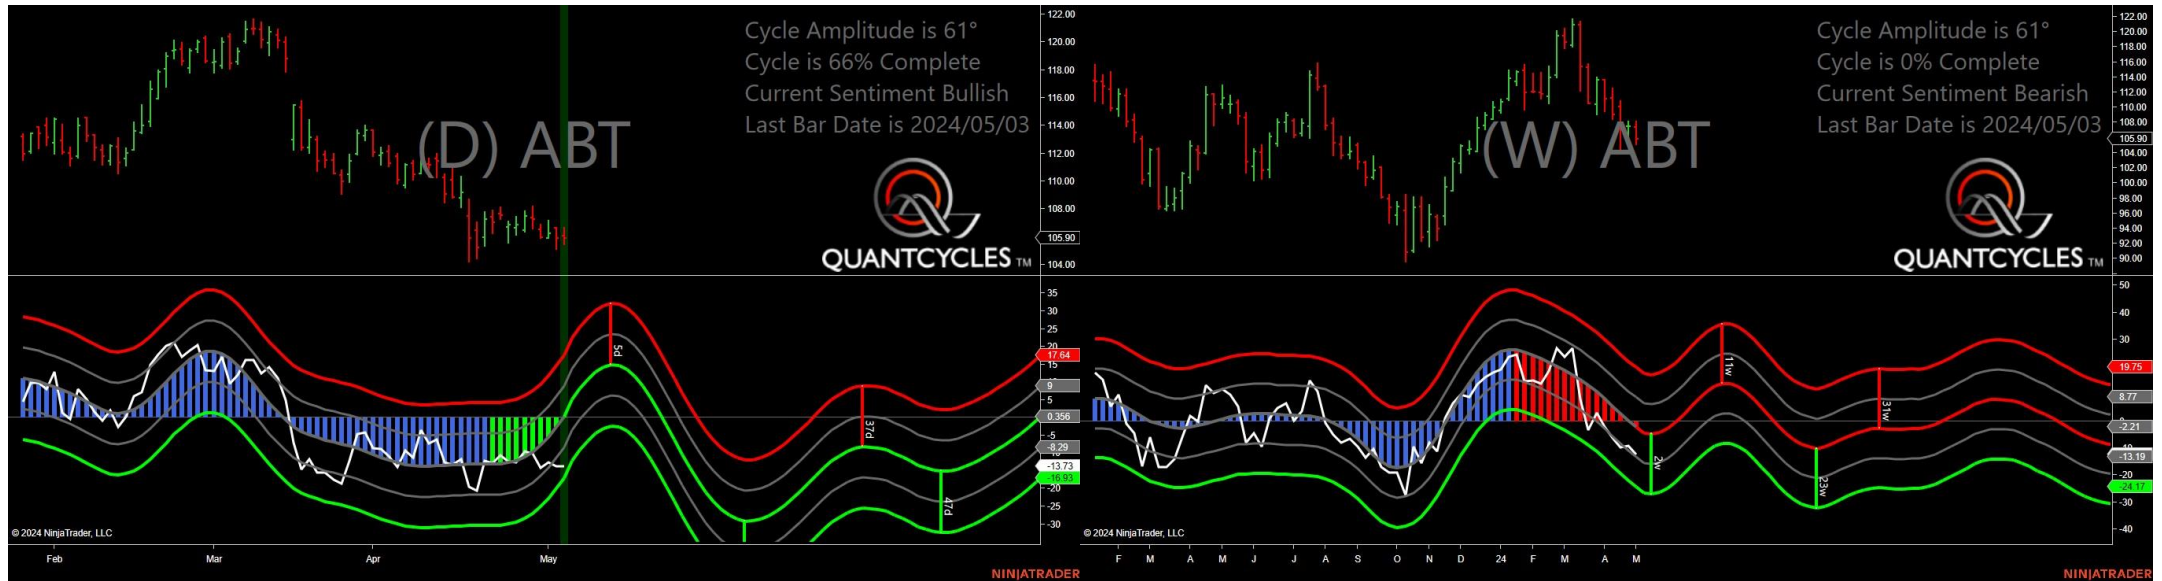 Cycle Amplitude is 61°
Cycle is 66% Complete
Current Sentiment Bullish
Last Bar Date is 2024/05/03
(D) ABT
QUANTCYCLES TM
122.00
120.00
118.00
116.00
114.00
112.00
110.00
108.00
105.90
104.00
35
30
25
20
17.64
15
9
5
0.356
-5
-8.29
-13.73
-16.93
-20
-25
-30
5d
37d
47d
© 2024 NinjaTrader, LLC
Feb
Mar
Apr
May
NINJATRADER
Cycle Amplitude is 61°
Cycle is 0% Complete
Current Sentiment Bearish
Last Bar Date is 2024/05/03
(W) ABT
QUANTCYCLES TM
122.00
120.00
118.00
116.00
114.00
112.00
110.00
108.00
105.90
104.00
102.00
100.00
98.00
96.00
94.00
92.00
90.00
50
40
30
19.75
8.77
-2.21
-13.19
-20
-24.17
-30
-40
11w
31w
2w
23w
© 2024 NinjaTrader, LLC
F M A M J J A S O N D 24 F M A M
NINJATRADER